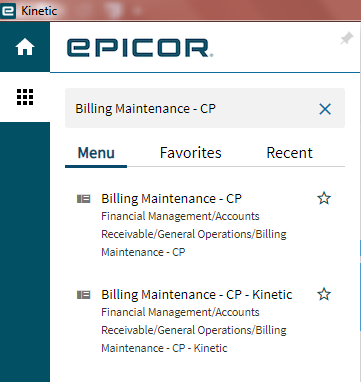 Kinetic
EPICOR®
Billing Maintenance - CP
Menu Favorites Recent
Billing Maintenance - CP
Financial Management/Accounts
Receivable/General Operations/Billing
Maintenance - CP
Billing Maintenance - CP - Kinetic
Financial Management/Accounts
Receivable/General Operations/Billing
Maintenance - CP - Kinetic